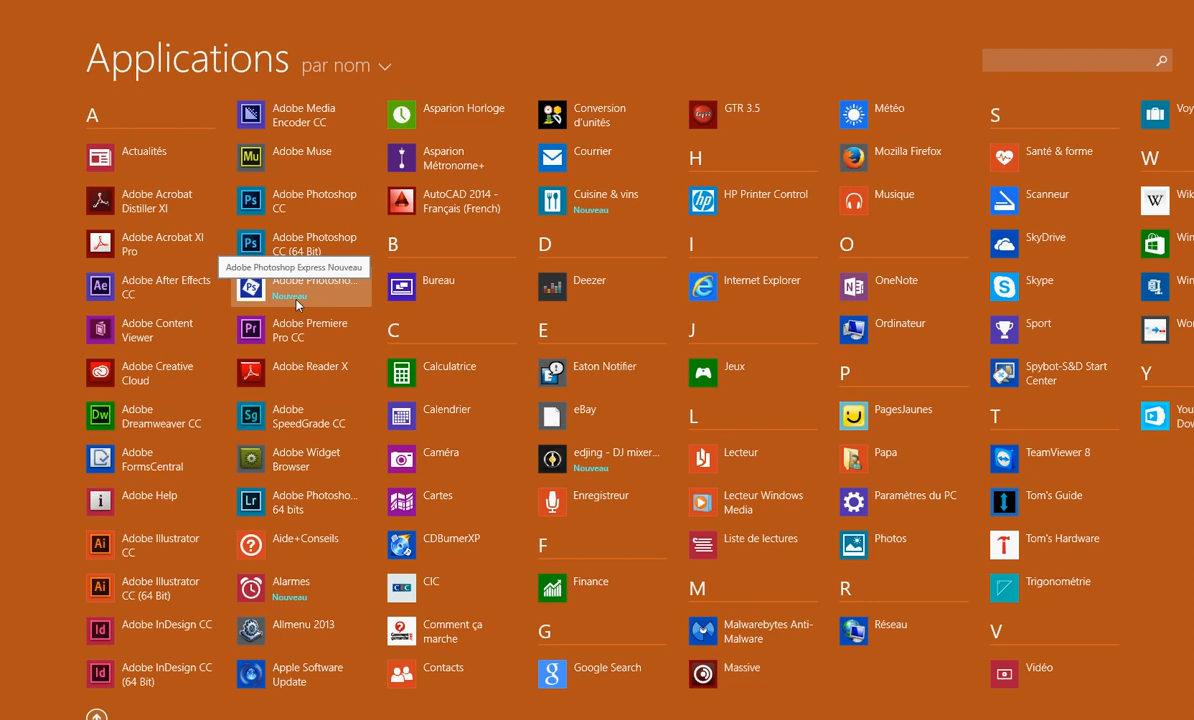 Applications par nom
A
Actualités
Adobe Acrobat
Distiller XI
Adobe Acrobat XI
Pro
Adobe After Effects
CC
Adobe Content
Viewer
Adobe Creative
Cloud
Adobe
Dreamweaver CC
Adobe
FormsCentral
Adobe Help
Adobe Illustrator
CC
Adobe Illustrator
CC (64 Bit)
Adobe InDesign CC
Adobe InDesign CC
(64 Bit)
Adobe Media
Encoder CC
Adobe Muse
Adobe Photoshop
CC
Adobe Photoshop
CC (64 Bit)
Adobe Photoshop Express Nouveau
Adobe Photosho...
Nouveau
Adobe Premiere
Pro CC
Adobe Reader X
Adobe
SpeedGrade CC
Adobe Widget
Browser
Adobe Photosho...
64 bits
Aide+Conseils
Alarmes
Nouveau
Allmenu 2013
Apple Software
Update
Asparion Horloge
Asparion
Métronome+
AutoCAD 2014 -
Français (French)
B
Bureau
C
Calculatrice
Calendrier
Caméra
Cartes
CDBurnerXP
CIC
Comment ça
marche
Contacts
Conversion
d'unités
Courrier
Cuisine & vins
Nouveau
D
Deezer
E
Eaton Notifier
eBay
edjing - DJ mixer...
Nouveau
Enregistreur
F
Finance
G
Google Search
GTR 3.5
H
HP Printer Control
I
Internet Explorer
J
Jeux
L
Lecteur
Lecteur Windows
Media
Liste de lectures
M
Malwarebytes Anti-
Malware
Massive
Météo
Mozilla Firefox
Musique
O
OneNote
Ordinateur
P
PagesJaunes
Papa
Paramètres du PC
Photos
R
Réseau
S
Santé & forme
Scanneur
SkyDrive
Skype
Sport
Spybot-S&D Start
Center
T
TeamViewer 8
Tom's Guide
Tom's Hardware
Trigonométrie
V
Vidéo
Voy
W
Wik
Win
Win
Wor
Y
You
Dow